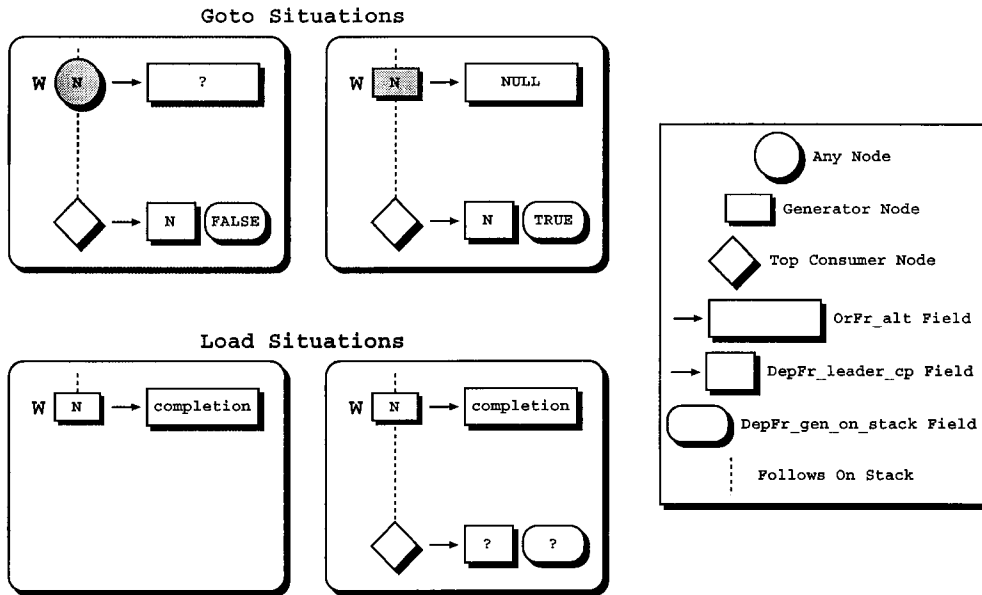 Goto Situations
W N ?
N FALSE
W N NULL
N TRUE
Load Situations
W N completion
W N completion
? ?
Any Node
Generator Node
Top Consumer Node
OrFr_alt Field
DepFr_leader_cp Field
DepFr_gen_on_stack Field
Follows On Stack